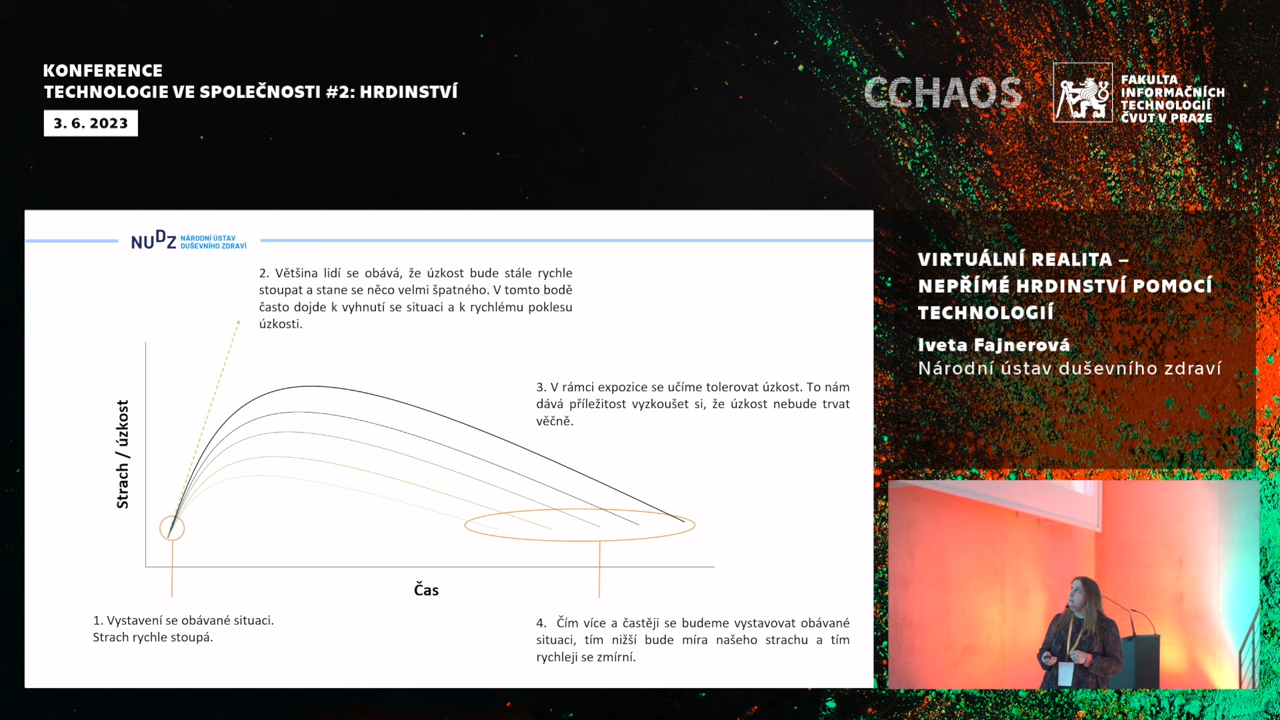 KONFERENCE
TECHNOLOGIE VE SPOLEČNOSTI #2: HRDINSTVÍ
3. 6. 2023
CCHAOS
FAKULTA
INFORMAČNÍCH
TECHNOLOGIÍ
ČVUT V PRAZE
NUDZ
NÁRODNÍ ÚSTAV
DUŠEVNÍHO ZDRAVÍ
2. Většina lidí se obává, že úzkost bude stále rychle
stoupat a stane se něco velmi špatného. V tomto bodě
často dojde k vyhnutí se situaci a k rychlému poklesu
úzkosti.
3. V rámci expozice se učíme tolerovat úzkost. To nám
dává příležitost vyzkoušet si, že úzkost nebude trvat
věčně.
Strach / úzkost
Čas
1. Vystavení se obávané situaci.
Strach rychle stoupá.
4. Čím více a častěji se budeme vystavovat obávané
situaci, tím nižší bude míra našeho strachu a tím
rychleji se zmírní.
VIRTUÁLNÍ REALITA –
NEPŘÍMÉ HRDINSTVÍ POMOCÍ
TECHNOLOGIÍ
Iveta Fajnerová
Národní ústav duševního zdraví